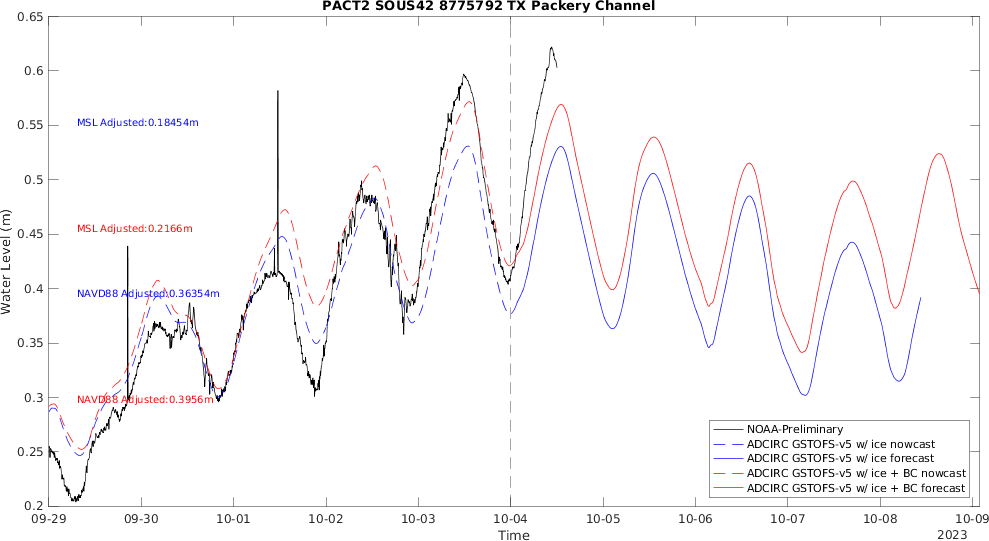 PACT2 SOUS42 8775792 TX Packery Channel
0.65
0.6
0.55
0.5
0.45
0.4
0.35
0.3
0.25
0.2
Water Level (m)
MSL Adjusted:0.18454m
MSL Adjusted:0.2166m
NAVD88 Adjusted:0.36354m
NAVD88 Adjusted:0.3956m
NOAA-Preliminary
ADCIRC GSTOFS-v5 w/ ice nowcast
ADCIRC GSTOFS-v5 w/ ice forecast
ADCIRC GSTOFS-v5 w/ ice + BC nowcast
ADCIRC GSTOFS-v5 w/ ice + BC forecast
09-29 09-30 10-01 10-02 10-03 10-04 10-05 10-06 10-07 10-08 10-09
Time
2023